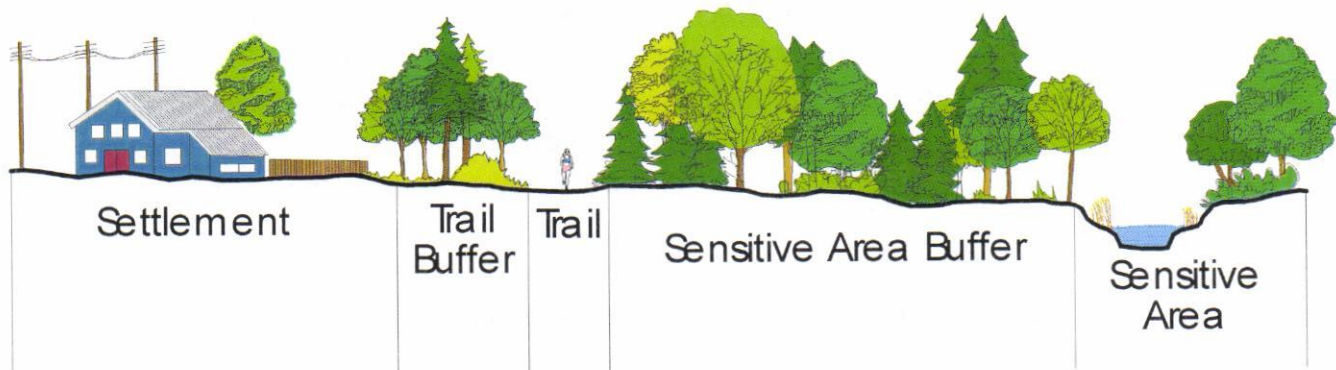 Settlement
Trail
Buffer
Trail
Sensitive Area Buffer
Sensitive
Area